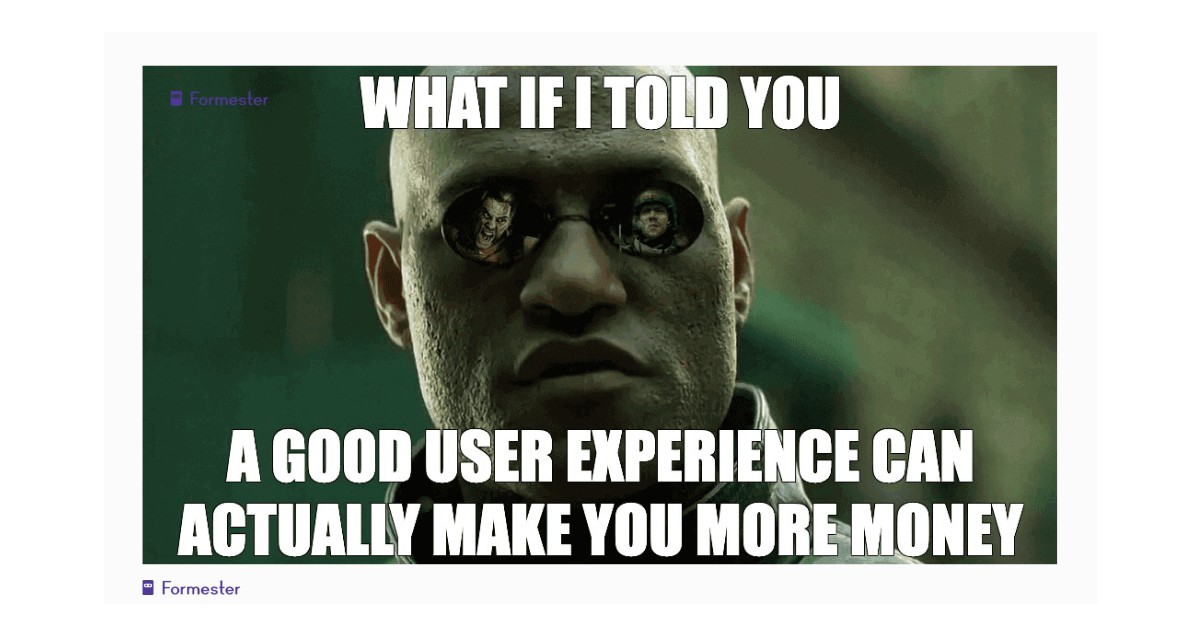 Formester
WHAT IF I TOLD YOU
A GOOD USER EXPERIENCE CAN
ACTUALLY MAKE YOU MORE MONEY
Formester